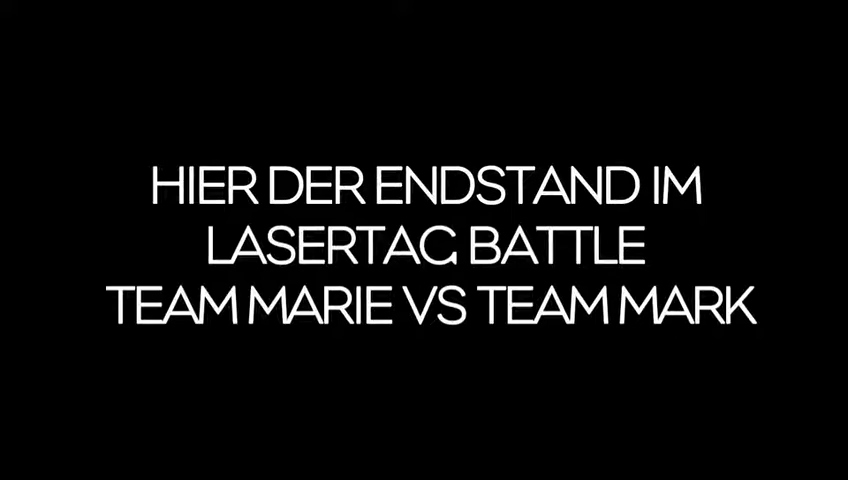 HIER DER ENDSTAND IM
LASERTAG BATTLE
TEAM MARIE VS TEAM MARK